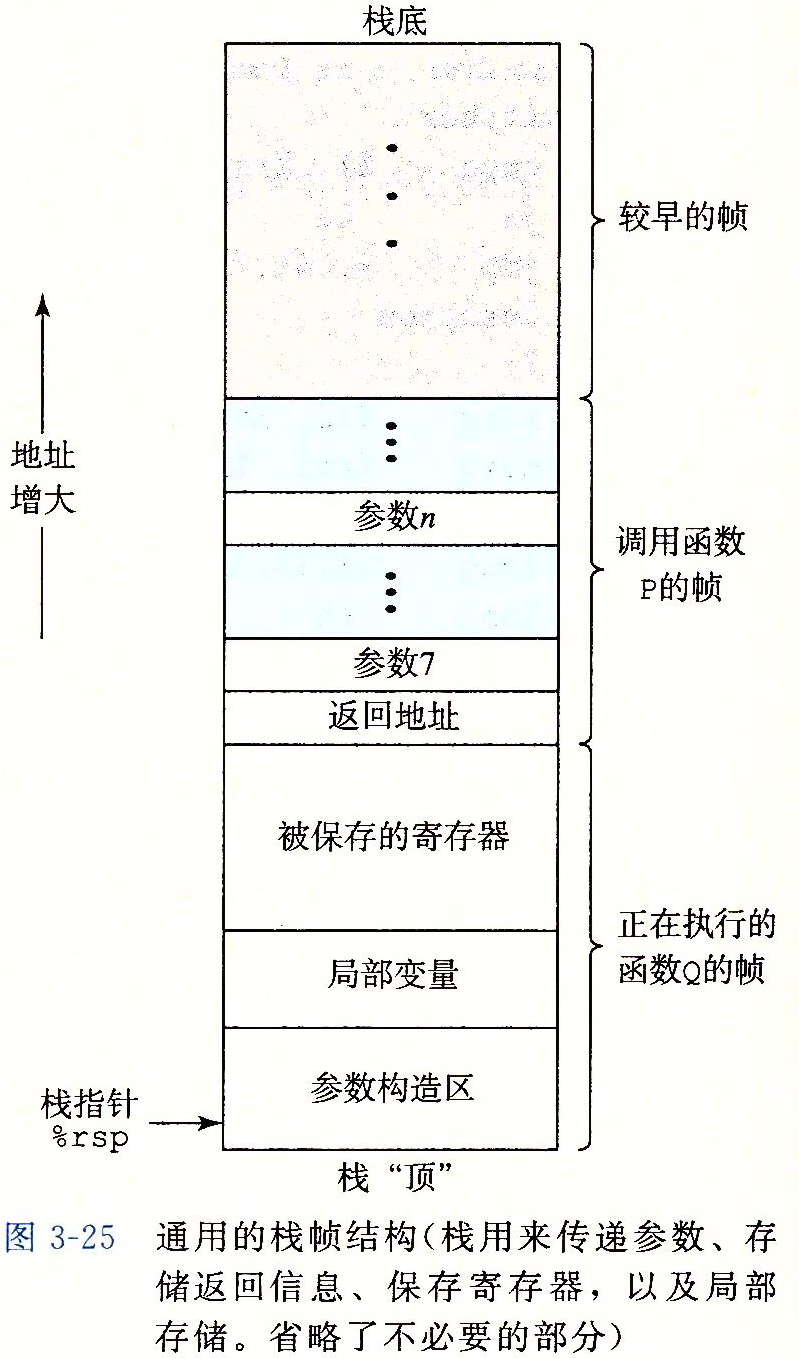 栈底
较早的帧
地址
增大
参数n
调用函数
P的帧
参数7
返回地址
被保存的寄存器
正在执行的
函数Q的帧
局部变量
参数构造区
栈指针
%rsp
栈“顶”
图 3-25 通用的栈帧结构(栈用来传递参数、存
储返回信息、保存寄存器，以及局部
存储。省略了不必要的部分)